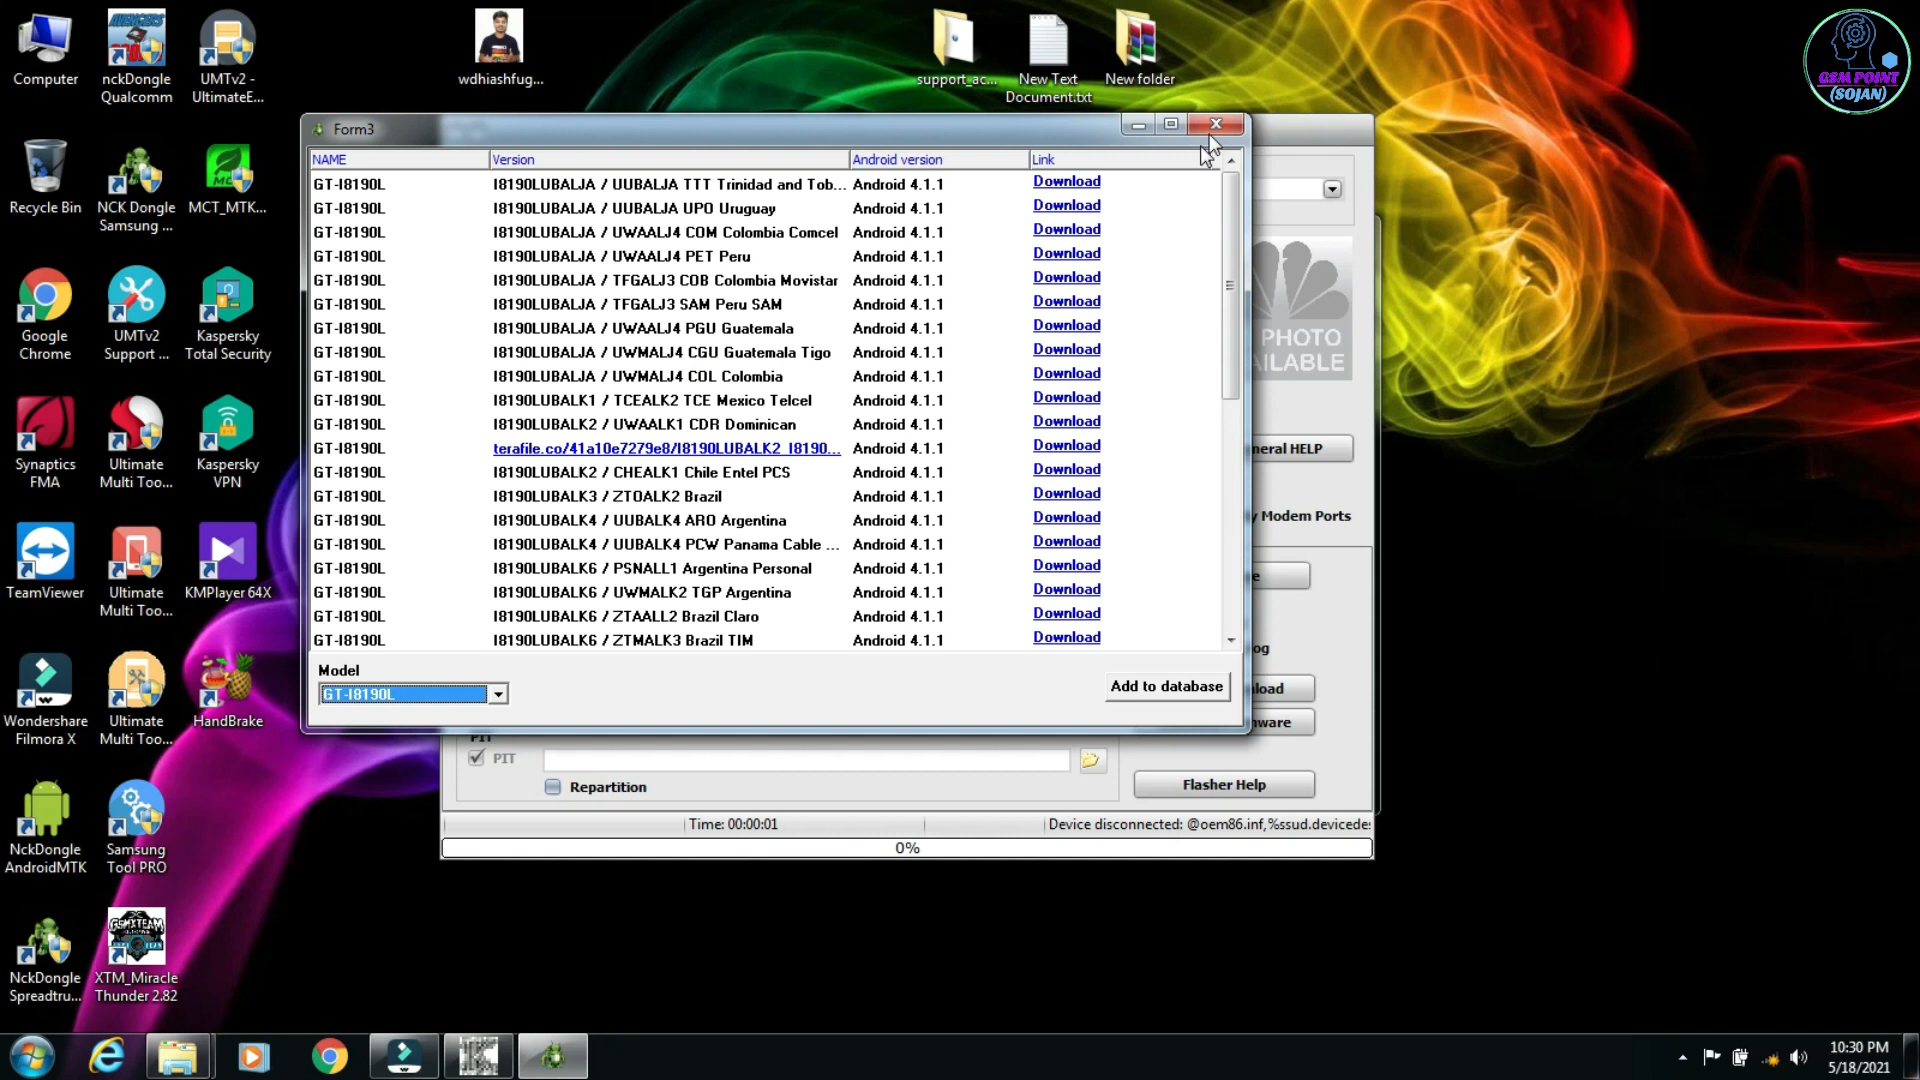 Computer
nckDongle
Qualcomm
UMTv2 -
UltimateE...
wdhiashfug...
support_ac...
New Text
Document.txt
New folder
GSM POINT
(SOJAN)
Recycle Bin
NCK Dongle
Samsung ...
MCT_MTK...
Google
Chrome
UMTv2
Support ...
Kaspersky
Total Security
Synaptics
FMA
Ultimate
Multi Too...
Kaspersky
VPN
TeamViewer
Ultimate
Multi Too...
KMPlayer 64X
Wondershare
Filmora X
Ultimate
Multi Too...
HandBrake
NckDongle
AndroidMTK
Samsung
Tool PRO
NckDongle
Spreadtru...
XTM_Miracle
Thunder 2.82
Form3
NAME Version Android version Link
GT-I8190L I8190LUBALJA / UUBALJA TTT Trinidad and Tob... Android 4.1.1 Download
GT-I8190L I8190LUBALJA / UUBALJA UPO Uruguay Android 4.1.1 Download
GT-I8190L I8190LUBALJA / UWAALJ4 COM Colombia Comcel Android 4.1.1 Download
GT-I8190L I8190LUBALJA / UWAALJ4 PET Peru Android 4.1.1 Download
GT-I8190L I8190LUBALJA / TFGALJ3 COB Colombia Movistar Android 4.1.1 Download
GT-I8190L I8190LUBALJA / TFGALJ3 SAM Peru SAM Android 4.1.1 Download
GT-I8190L I8190LUBALJA / UWAALJ4 PGU Guatemala Android 4.1.1 Download
GT-I8190L I8190LUBALJA / UWMALJ4 CGU Guatemala Tigo Android 4.1.1 Download
GT-I8190L I8190LUBALJA / UWMALJ4 COL Colombia Android 4.1.1 Download
GT-I8190L I8190LUBALK1 / TCEALK2 TCE Mexico Telcel Android 4.1.1 Download
GT-I8190L I8190LUBALK2 / UWAALK1 CDR Dominican Android 4.1.1 Download
GT-I8190L terafile.co/41a10e7279e8/I8190LUBALK2_I8190... Android 4.1.1 Download
GT-I8190L I8190LUBALK2 / CHEALK1 Chile Entel PCS Android 4.1.1 Download
GT-I8190L I8190LUBALK3 / ZTOALK2 Brazil Android 4.1.1 Download
GT-I8190L I8190LUBALK4 / UUBALK4 ARO Argentina Android 4.1.1 Download
GT-I8190L I8190LUBALK4 / UUBALK4 PCW Panama Cable ... Android 4.1.1 Download
GT-I8190L I8190LUBALK6 / PSNALL1 Argentina Personal Android 4.1.1 Download
GT-I8190L I8190LUBALK6 / UWMALK2 TGP Argentina Android 4.1.1 Download
GT-I8190L I8190LUBALK6 / ZTAALL2 Brazil Claro Android 4.1.1 Download
GT-I8190L I8190LUBALK6 / ZTMALK3 Brazil TIM Android 4.1.1 Download
Model
GT-I8190L
Add to database
PHOTO
AILABLE
neral HELP
y Modem Ports
e
og
load
ware
PIT
PIT
Repartition
Flasher Help
Time: 00:00:01
Device disconnected: @oem86.inf,%ssud.devicede
0%
10:30 PM
5/18/2021